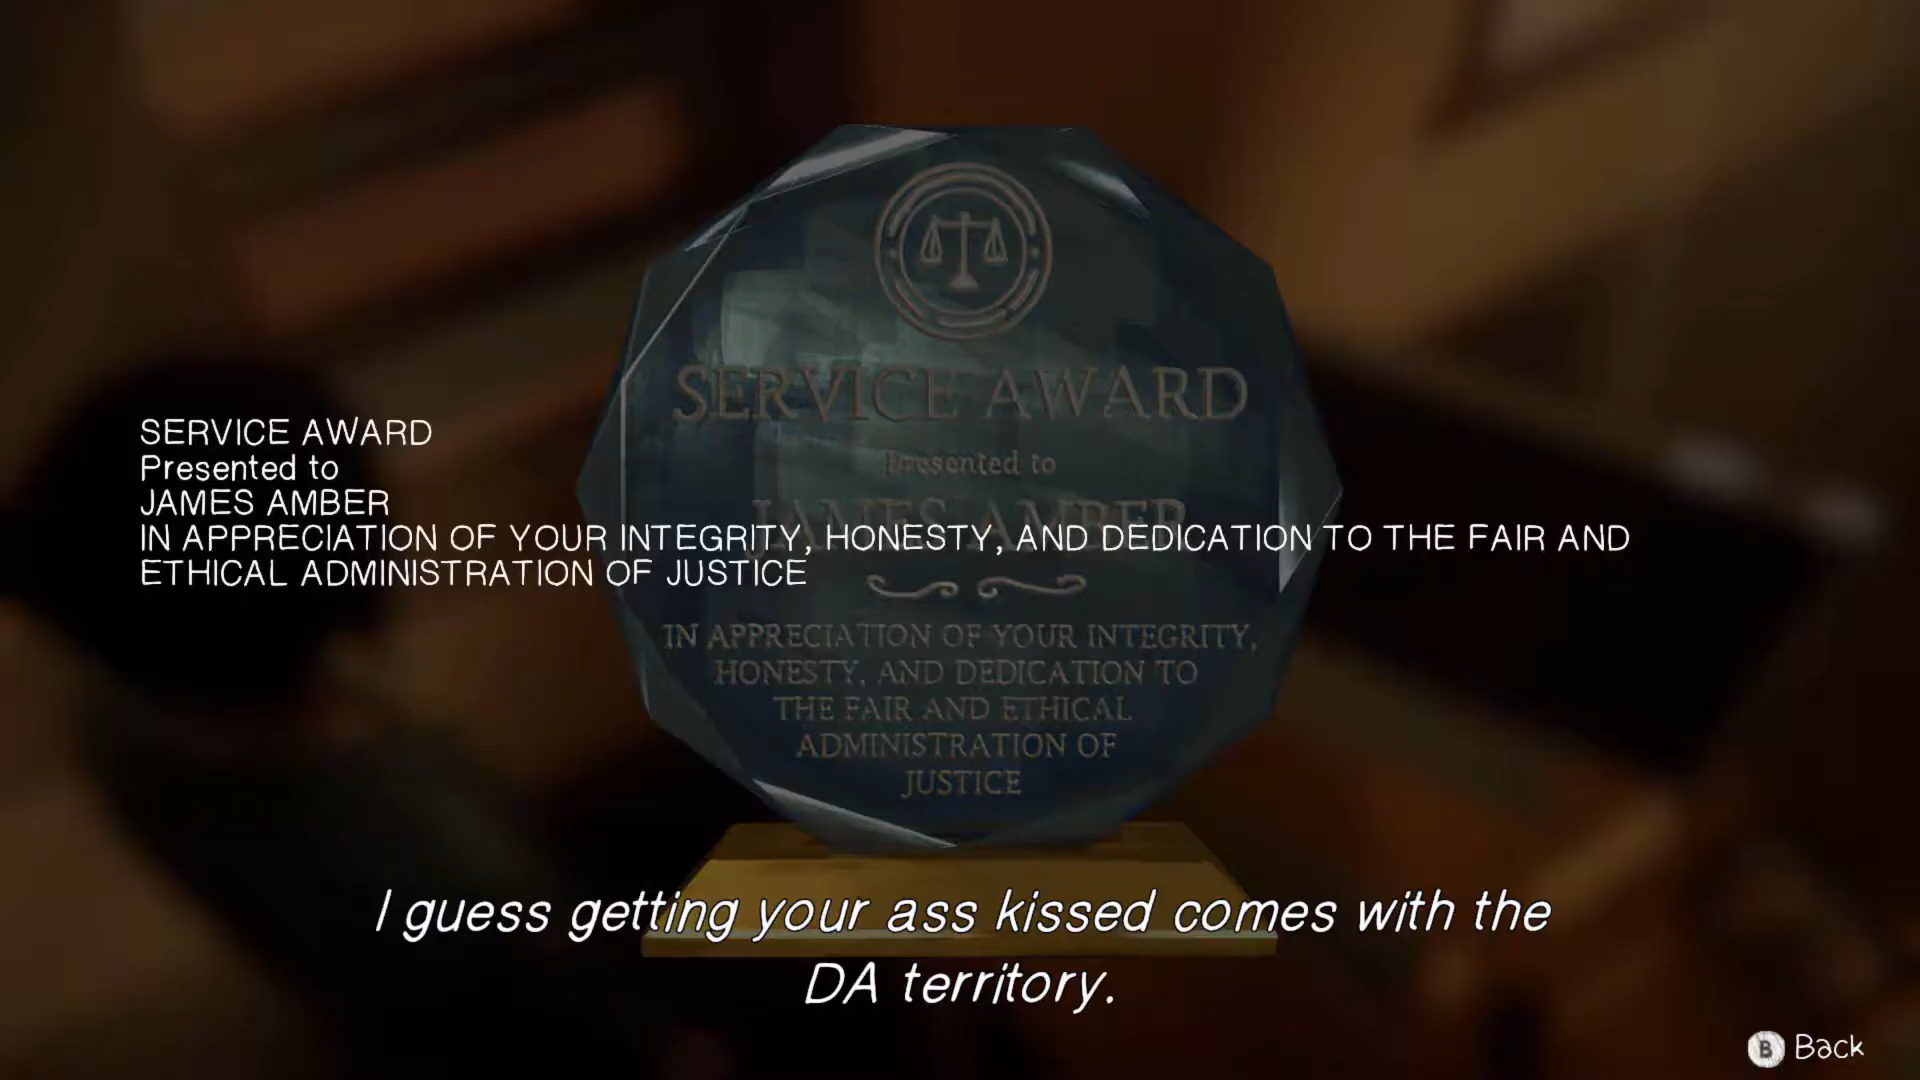 SERVICE AWARD
Presented to
JAMES AMBER
IN APPRECIATION OF YOUR INTEGRITY,
HONESTY, AND DEDICATION TO
THE FAIR AND ETHICAL
ADMINISTRATION OF
JUSTICE
SERVICE AWARD
Presented to
JAMES AMBER
IN APPRECIATION OF YOUR INTEGRITY, HONESTY, AND DEDICATION TO THE FAIR AND
ETHICAL ADMINISTRATION OF JUSTICE
I guess getting your ass kissed comes with the
DA territory.
B Back